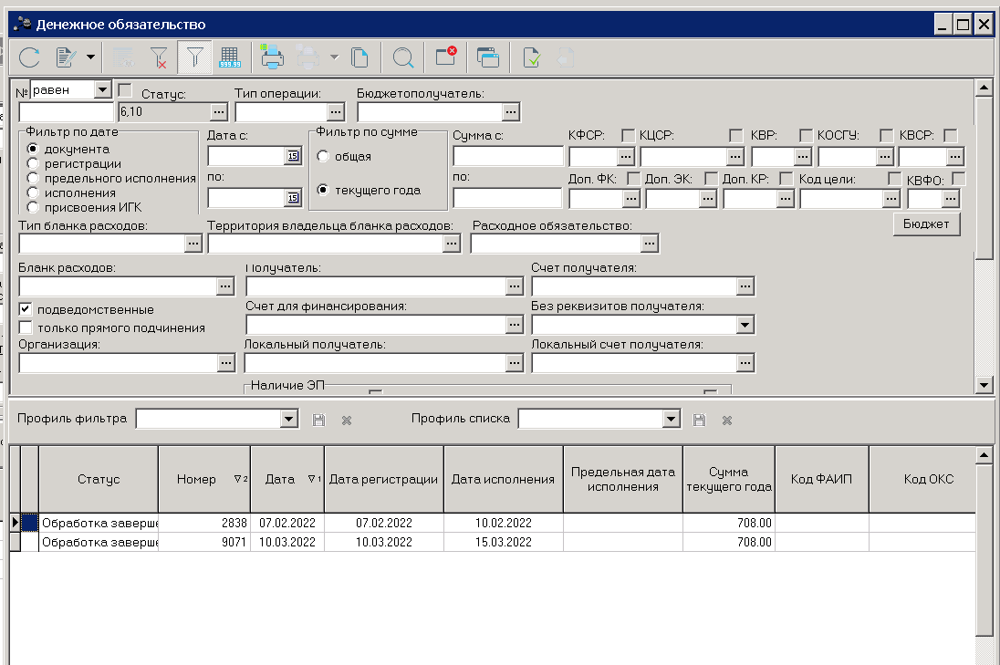 Денежное обязательство
№ равен Статус: Тип операции: Бюджетополучатель:
6,10
Фильтр по дате Дата с: Фильтр по сумме Сумма с: КФСР: КЦСР: КВР: КОСГУ: КВСР:
документа
15
общая
регистрации
предельного исполнения
по: по: Доп. ФК: Доп. ЭК: Доп. КР: Код цели: КВФО:
исполнения
15
текущего года
присвоения ИГК
Тип бланка расходов: Территория владельца бланка расходов: Расходное обязательство: Бюджет
Бланк расходов: Получатель: Счет получателя:
подведомственные Счет для финансирования: Без реквизитов получателя:
только прямого подчинения
Организация: Локальный получатель: Локальный счет получателя:
Наличие ЭП
Профиль фильтра Профиль списка
Статус Номер 2 Дата 1 Дата регистрации Дата исполнения Предельная дата исполнения Сумма текущего года Код ФАИП Код ОКС
Обработка заверше 2838 07.02.2022 07.02.2022 10.02.2022 708.00
Обработка заверше 9071 10.03.2022 10.03.2022 15.03.2022 708.00